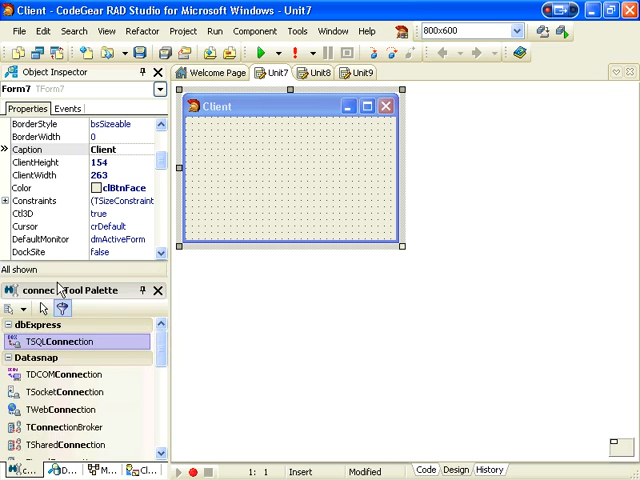 Client - CodeGear RAD Studio for Microsoft Windows - Unit7
File Edit Search View Refactor Project Run Component Tools Window Help
800x600
Object Inspector
Form7 TForm7
Properties Events
BorderStyle bsSizeable
BorderWidth 0
Caption Client
ClientHeight 154
ClientWidth 263
Color clBtnFace
Constraints (TSizeConstraint
Ctl3D true
Cursor crDefault
DefaultMonitor dmActiveForm
DockSite false
All shown
connec Tool Palette
dbExpress
TSQLConnection
Datasnap
TDCOMConnection
TSocketConnection
TWebConnection
TConnectionBroker
TSharedConnection
c... D... M... Cl...
Welcome Page Unit7 Unit8 Unit9
Client
1: 1 Insert Modified Code Design History